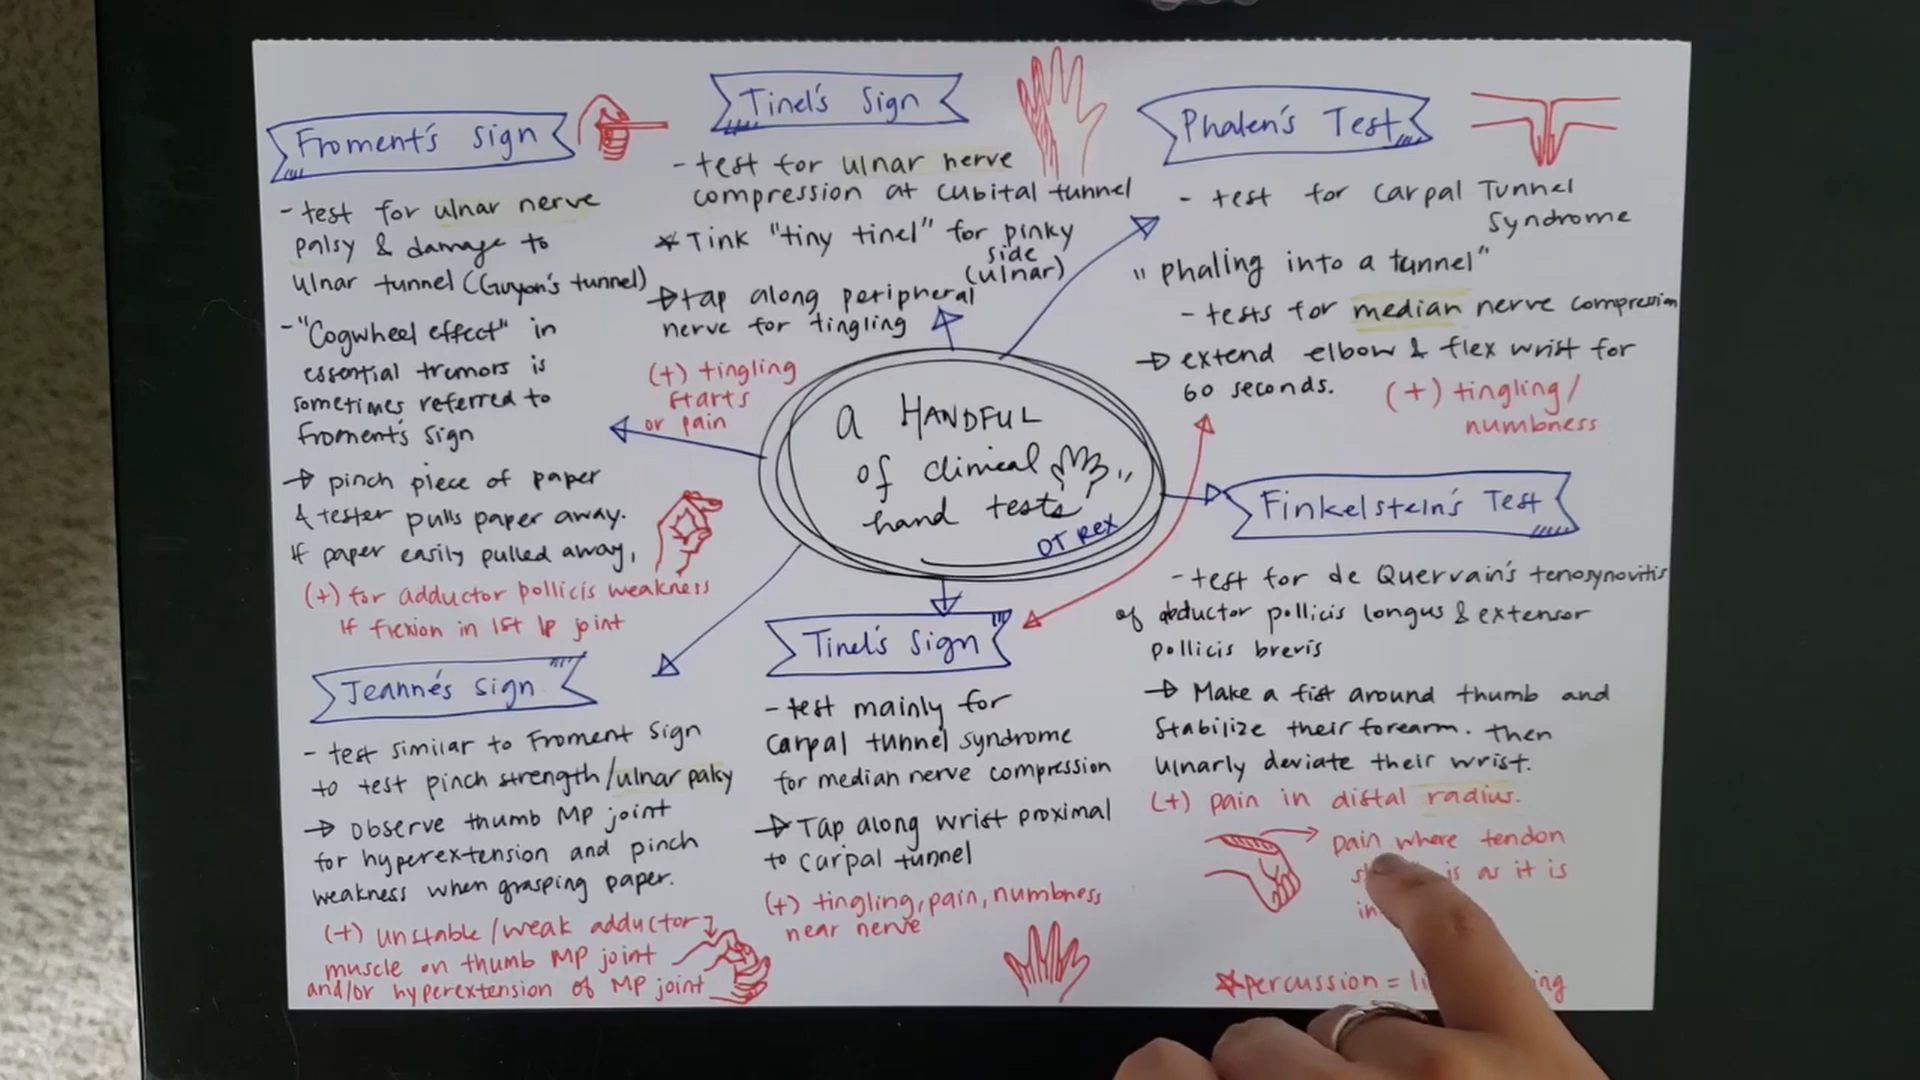 Froment's Sign
- test for ulnar nerve
palsy & damage to
ulnar tunnel (Guyon's tunnel)
- "Cogwheel effect" in
essential tremors is
sometimes referred to
froment's sign
→ pinch piece of paper
& tester pulls paper away.
If paper easily pulled away,
(+) for adductor pollicis weakness
If flexion in 1st IP joint
Tinel's Sign
- test for ulnar nerve
compression at cubital tunnel
* Tink "tiny tinel" for pinky
side
(ulnar)
→ tap along peripheral
nerve for tingling
(+) tingling
starts
or pain
Phalen's Test
- test for Carpal Tunnel
Syndrome
"phaling into a tunnel"
- tests for median nerve compression
→ extend elbow & flex wrist for
60 seconds.
(+) tingling/
numbness
a HANDFUL
of clinical
hand tests"
OT REX
Finkelstein's Test
- test for de Quervain's tenosynovitis
of abductor pollicis longus & extensor
pollicis brevis
→ Make a fist around thumb and
Stabilize their forearm. then
ulnarly deviate their wrist.
(+) pain in distal radius.
pain where tendon
is as it is
*percussion =
Jeanne's Sign
- test similar to Froment sign
to test pinch strength/ulnar palsy
→ observe thumb MP joint
for hyperextension and pinch
weakness when grasping paper.
(+) unstable/weak adductor
muscle on thumb MP joint
and/or hyperextension of MP joint
Tinel's Sign
- test mainly for
Carpal tunnel syndrome
for median nerve compression
→ Tap along wrist proximal
to carpal tunnel
(+) tingling, pain, numbness
near nerve